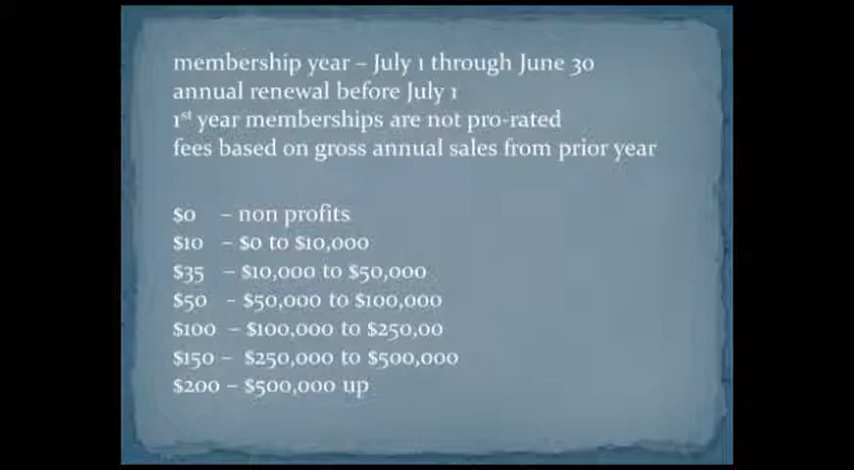 membership year – July 1 through June 30
annual renewal before July 1
1st year memberships are not pro-rated
fees based on gross annual sales from prior year
$0 – non profits
$10 – $0 to $10,000
$35 – $10,000 to $50,000
$50 - $50,000 to $100,000
$100 – $100,000 to $250,00
$150 – $250,000 to $500,000
$200 – $500,000 up